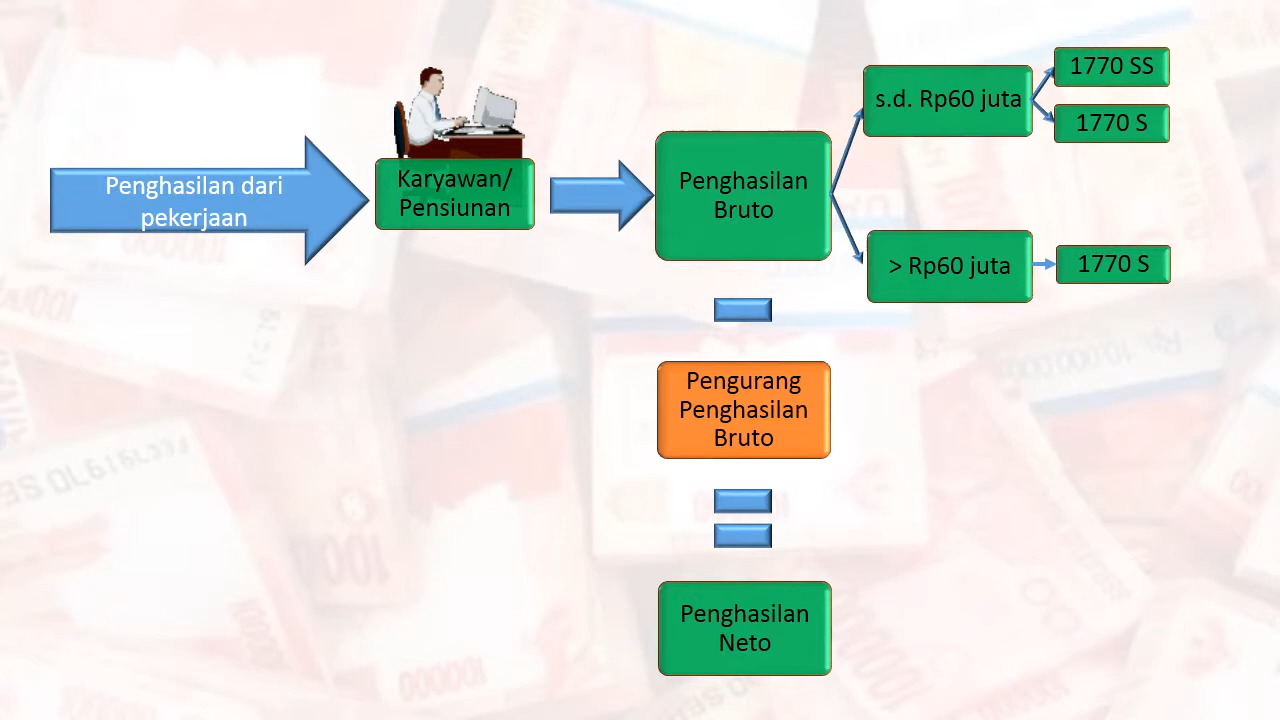 Penghasilan dari
pekerjaan
Karyawan/
Pensiunan
Penghasilan
Bruto
s.d. Rp60 juta
1770 SS
1770 S
> Rp60 juta
1770 S
Pengurang
Penghasilan
Bruto
Penghasilan
Neto